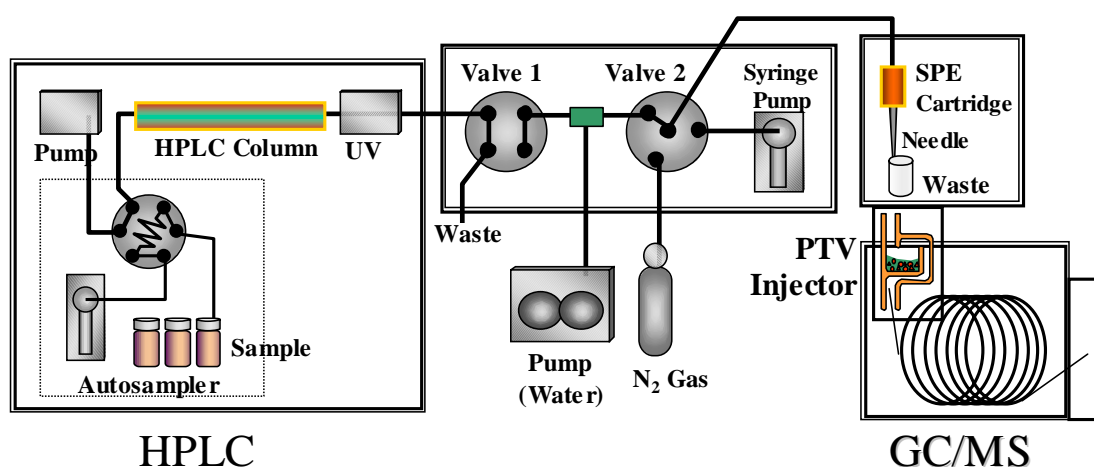 Valve 1
Valve 2
Syringe
Pump
SPE
Cartridge
Needle
Waste
Pump
HPLC Column
UV
Waste
PTV
Injector
Sample
Autosampler
Pump
(Water)
N₂ Gas
HPLC
GC/MS